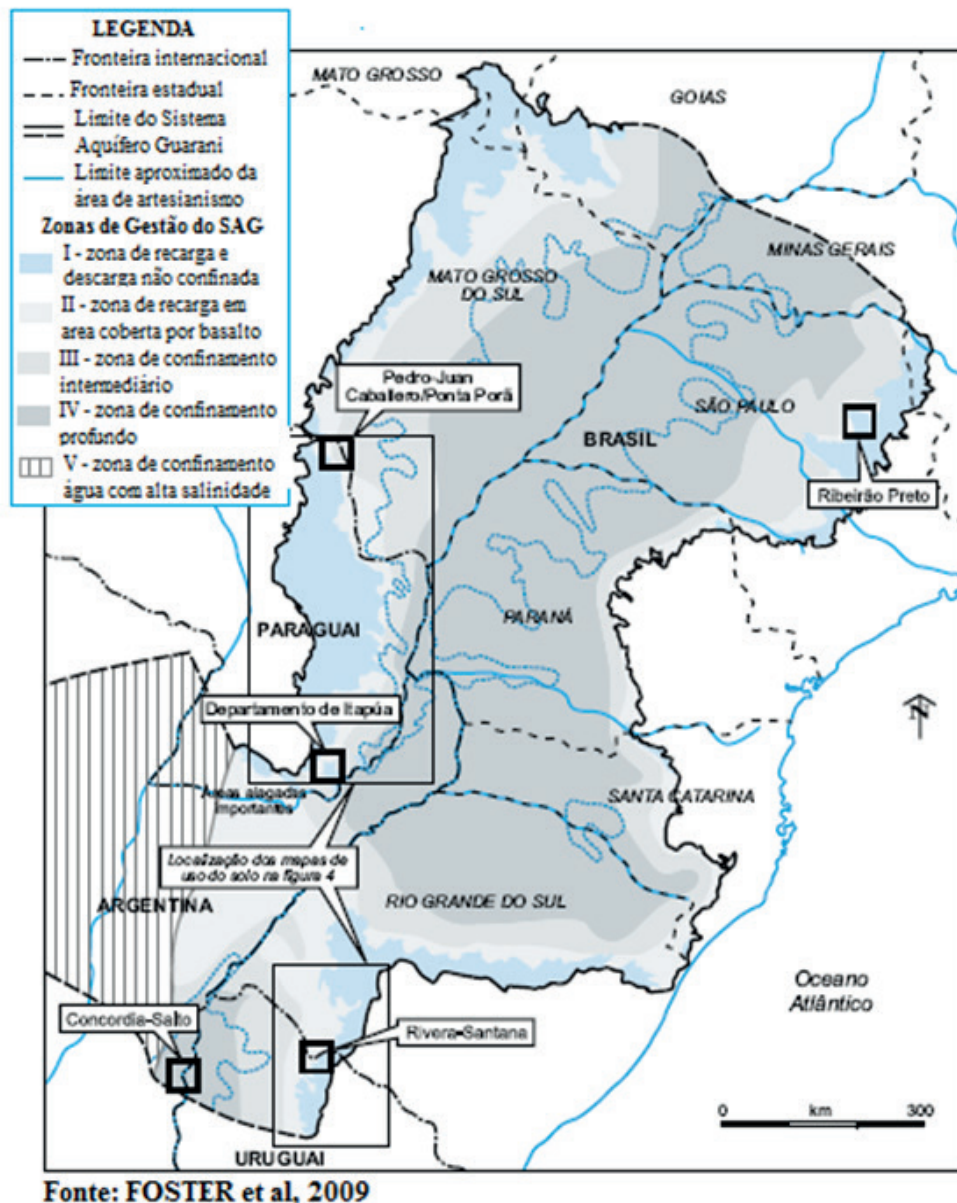 LEGENDA
Fronteira internacional
Fronteira estadual
Limite do Sistema
Aquífero Guarani
Limite aproximado da
área de artesianismo
Zonas de Gestão do SAG
I - zona de recarga e
descarga não confinada
II - zona de recarga em
area coberta por basalto
III - zona de confinamento
intermediário
IV - zona de confinamento
profundo
V - zona de confinamento
água com alta salinidade
MATO GROSSO
GOIAS
MINAS GERAIS
MATO GROSSO
DO SUL
Pedro-Juan
Caballero/Ponta Porã
SÃO PAULO
BRASIL
Ribeirão Preto
PARANÁ
PARAGUAI
Departamento de Itapúa
N
Áreas alagadas
importantes
SANTA CATARINA
Localização dos mapas de
uso do solo na figura 4
ARGENTINA
RIO GRANDE DO SUL
Oceano
Atlântico
Concordia-Salto
Rivera-Santana
0 km 300
URUGUAI
Fonte: FOSTER et al, 2009